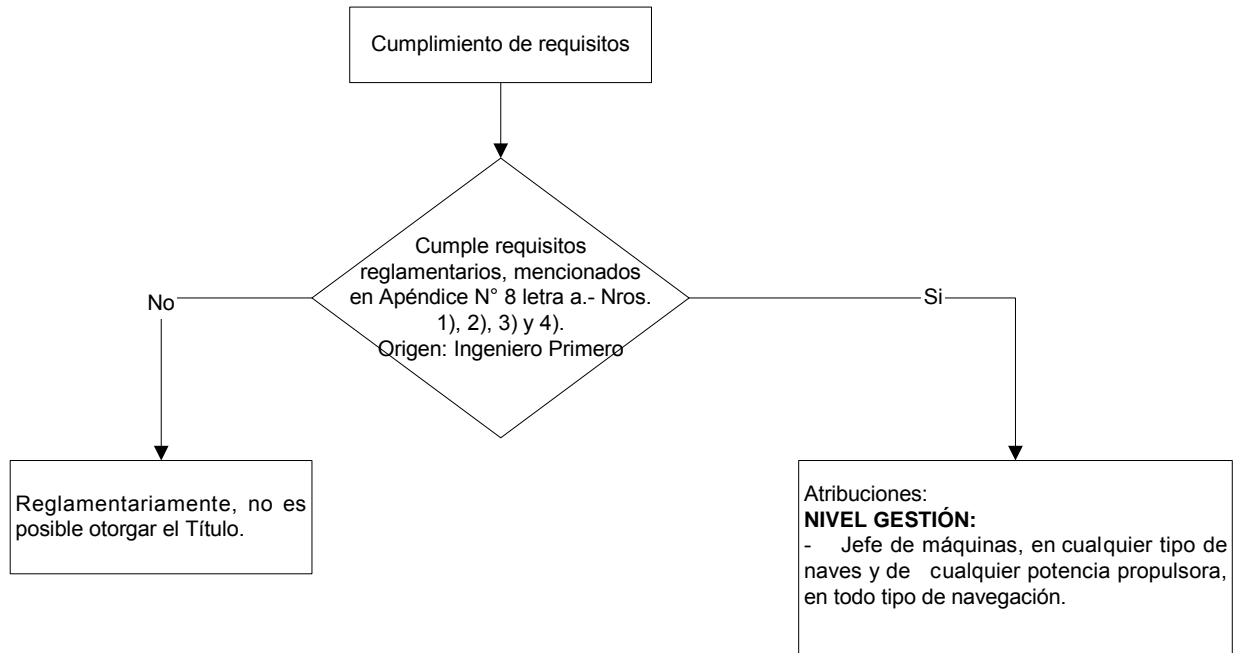 Cumplimiento de requisitos
Cumple requisitos
reglamentarios, mencionados
en Apéndice N° 8 letra a.- Nros.
1), 2), 3) y 4).
Origen: Ingeniero Primero
No
Si
Reglamentariamente, no es
posible otorgar el Título.
Atribuciones:
NIVEL GESTIÓN:
- Jefe de máquinas, en cualquier tipo de
naves y de cualquier potencia propulsora,
en todo tipo de navegación.